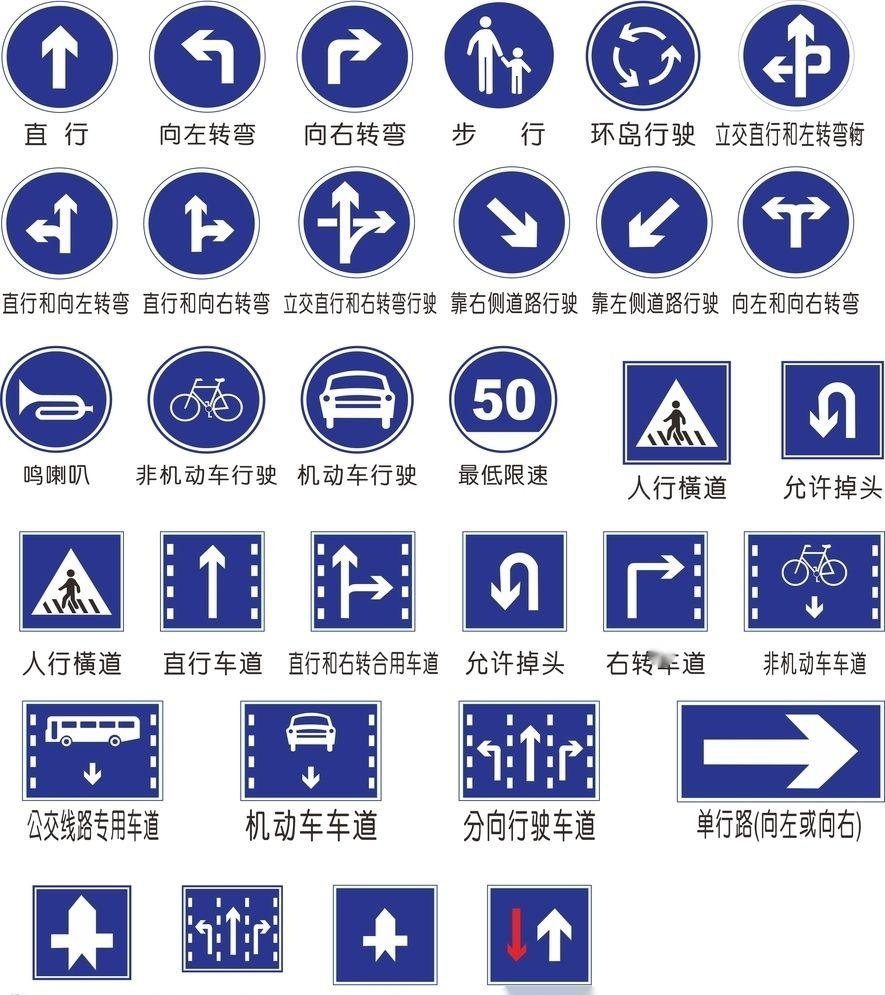 直行
向左转弯
向右转弯
步行
环岛行驶
立交直行和左转弯行驶
直行和向左转弯
直行和向右转弯
立交直行和右转弯行驶
靠右侧道路行驶
靠左侧道路行驶
向左和向右转弯
50
鸣喇叭
非机动车行驶
机动车行驶
最低限速
人行横道
允许掉头
人行横道
直行车道
直行和右转合用车道
允许掉头
右转车道
非机动车车道
公交线路专用车道
机动车车道
分向行驶车道
单行路(向左或向右)